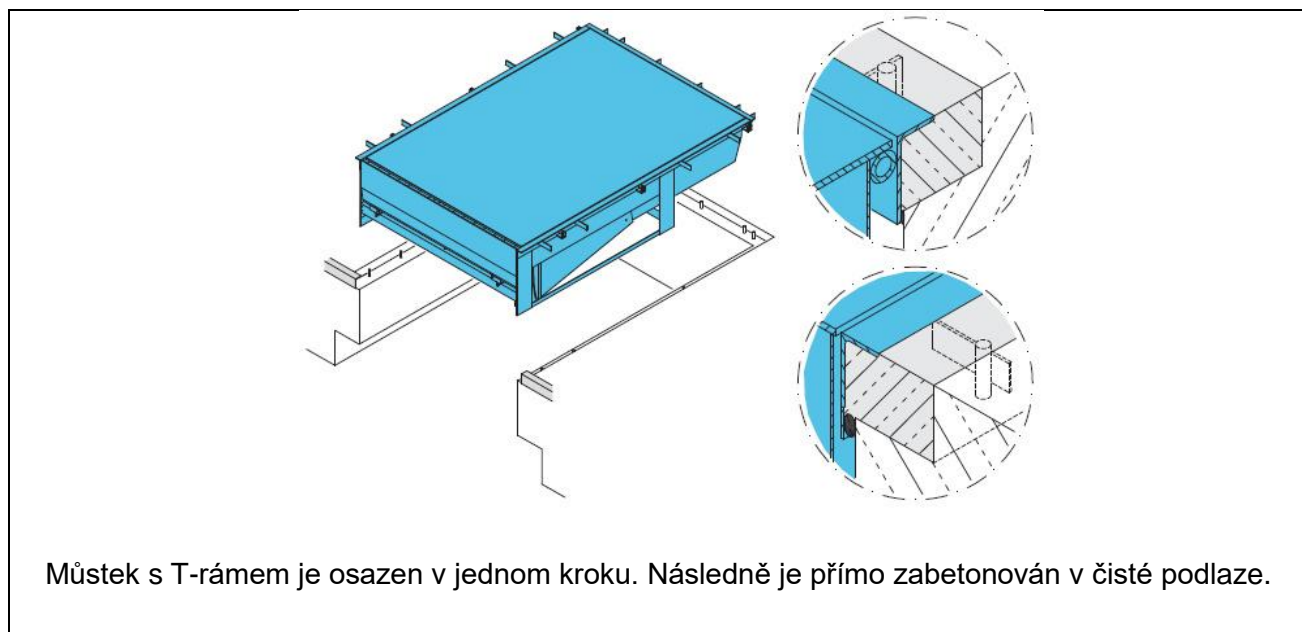 Můstek s T-rámem je osazen v jednom kroku. Následně je přímo zabetonován v čisté podlaze.